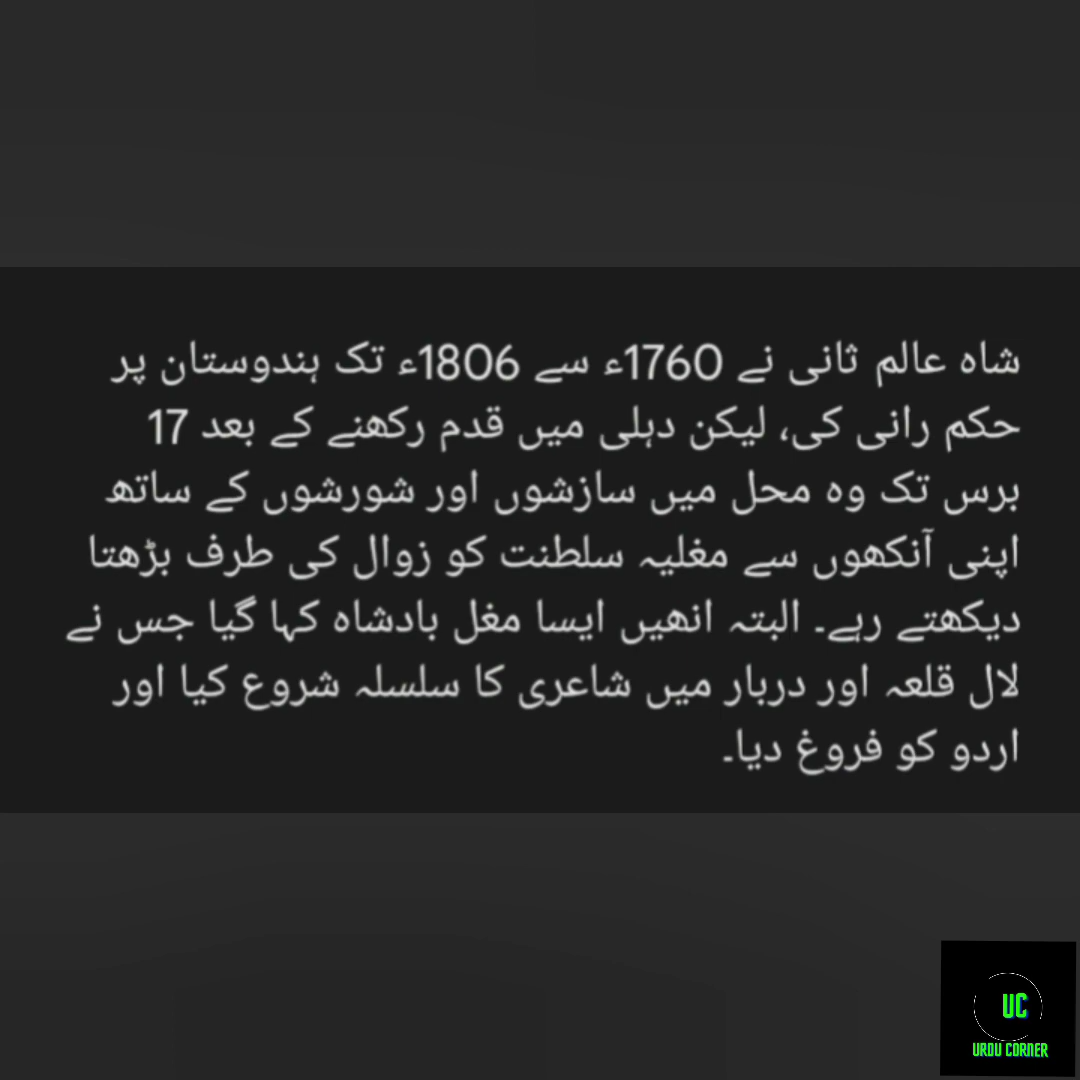 شاہ عالم ثانی نے 1760ء سے 1806ء تک ہندوستان پر
حکم رانی کی، لیکن دہلی میں قدم رکھنے کے بعد 17
برس تک وہ محل میں سازشوں اور شورشوں کے ساتھ
اپنی آنکھوں سے مغلیہ سلطنت کو زوال کی طرف بڑھتا
دیکھتے رہے۔ البتہ انھیں ایسا مغل بادشاہ کہا گیا جس نے
لال قلعہ اور دربار میں شاعری کا سلسلہ شروع کیا اور
اردو کو فروغ دیا۔
UC
URDU CORNER